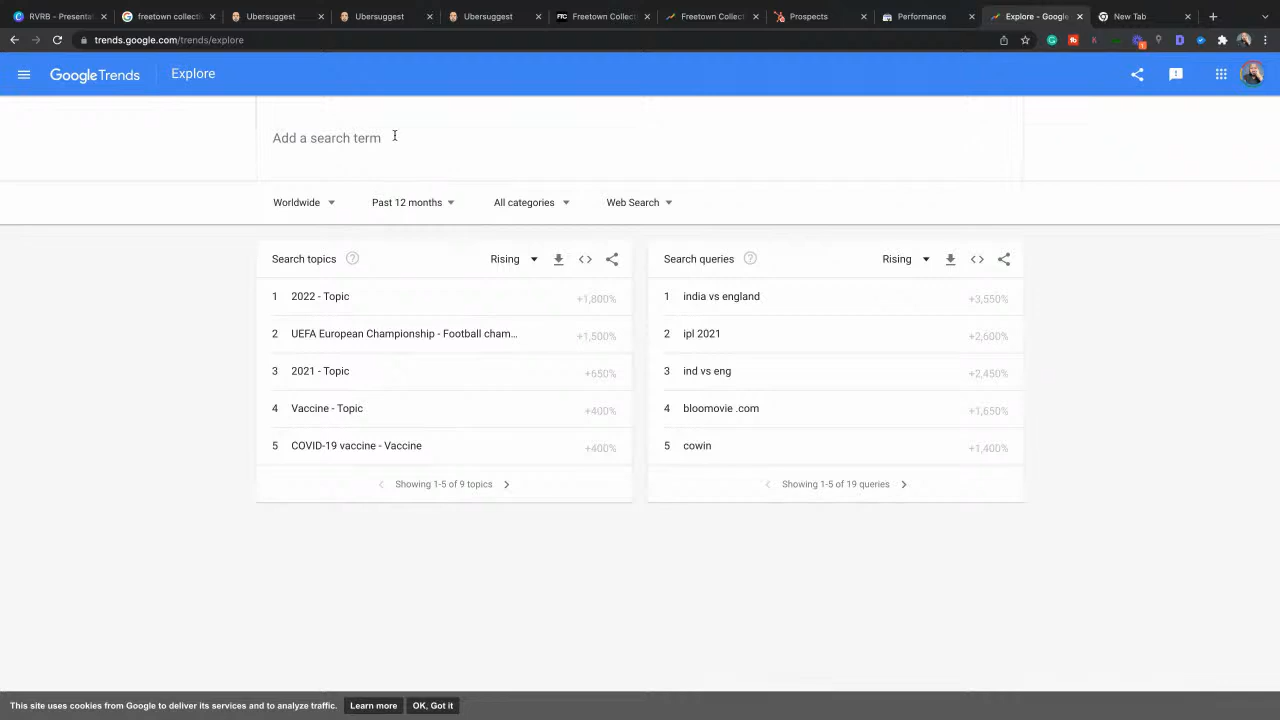 RVRB - Presentat
freetown collecti
Ubersuggest
Ubersuggest
Ubersuggest
FTC
Freetown Collect
Freetown Collect
Prospects
Performance
Explore - Google
New Tab
trends.google.com/trends/explore
Google Trends
Explore
Add a search term
Worldwide
Past 12 months
All categories
Web Search
Search topics
Rising
1 2022 - Topic +1,800%
2 UEFA European Championship - Football cham... +1,500%
3 2021 - Topic +650%
4 Vaccine - Topic +400%
5 COVID-19 vaccine - Vaccine +400%
Showing 1-5 of 9 topics
Search queries
Rising
1 india vs england +3,550%
2 ipl 2021 +2,600%
3 ind vs eng +2,450%
4 bloomovie .com +1,650%
5 cowin +1,400%
Showing 1-5 of 19 queries
This site uses cookies from Google to deliver its services and to analyze traffic. Learn more OK, Got it